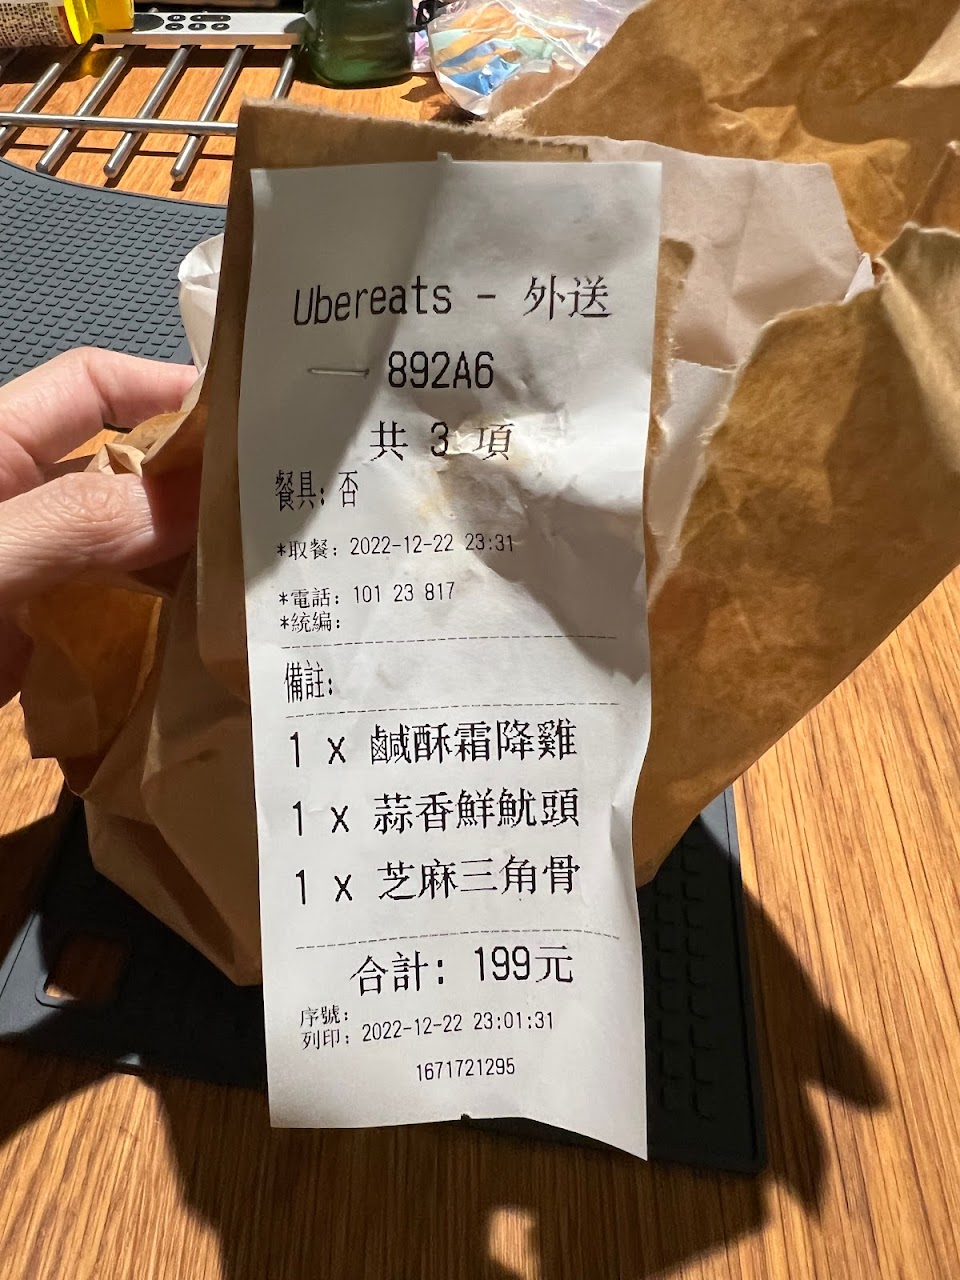 Ubereats - 外送
892A6
共 3 項
餐具: 否
*取餐: 2022-12-22 23:31
*電話: 101 23 817
*統編:
備註:
1 x 鹹酥霜降雞
1 x 蒜香鮮魷頭
1 x 芝麻三角骨
合計: 199元
序號:
列印: 2022-12-22 23:01:31
1671721295